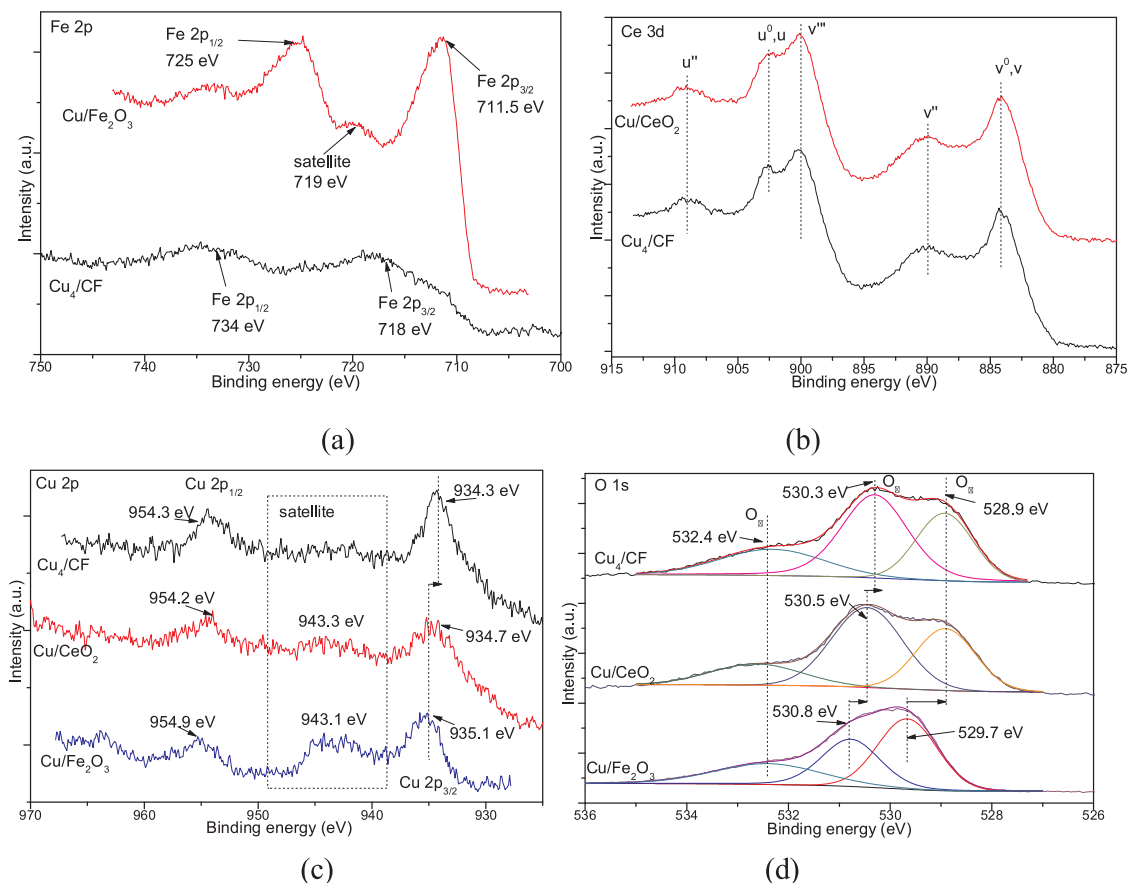 Fe 2p
Fe 2p1/2
725 eV
Fe 2p3/2
711.5 eV
Cu/Fe2O3
satellite
719 eV
Cu4/CF
Fe 2p1/2
734 eV
Fe 2p3/2
718 eV
Intensity (a.u.)
750 740 730 720 710 700
Binding energy (eV)
(a)
Ce 3d
u'' u0,u v''' v'' v0,v
Cu/CeO2
Cu4/CF
Intensity (a.u.)
915 910 905 900 895 890 885 880 875
Binding energy (eV)
(b)
Cu 2p
Cu 2p1/2
satellite
934.3 eV
954.3 eV
Cu4/CF
954.2 eV
943.3 eV
934.7 eV
Cu/CeO2
954.9 eV
943.1 eV
935.1 eV
Cu/Fe2O3
Cu 2p3/2
Intensity (a.u.)
970 960 950 940 930
Binding energy (eV)
(c)
O 1s
530.3 eV
O
O
528.9 eV
O
532.4 eV
Cu4/CF
530.5 eV
Cu/CeO2
530.8 eV
529.7 eV
Cu/Fe2O3
Intensity (a.u.)
536 534 532 530 528 526
Binding energy (eV)
(d)